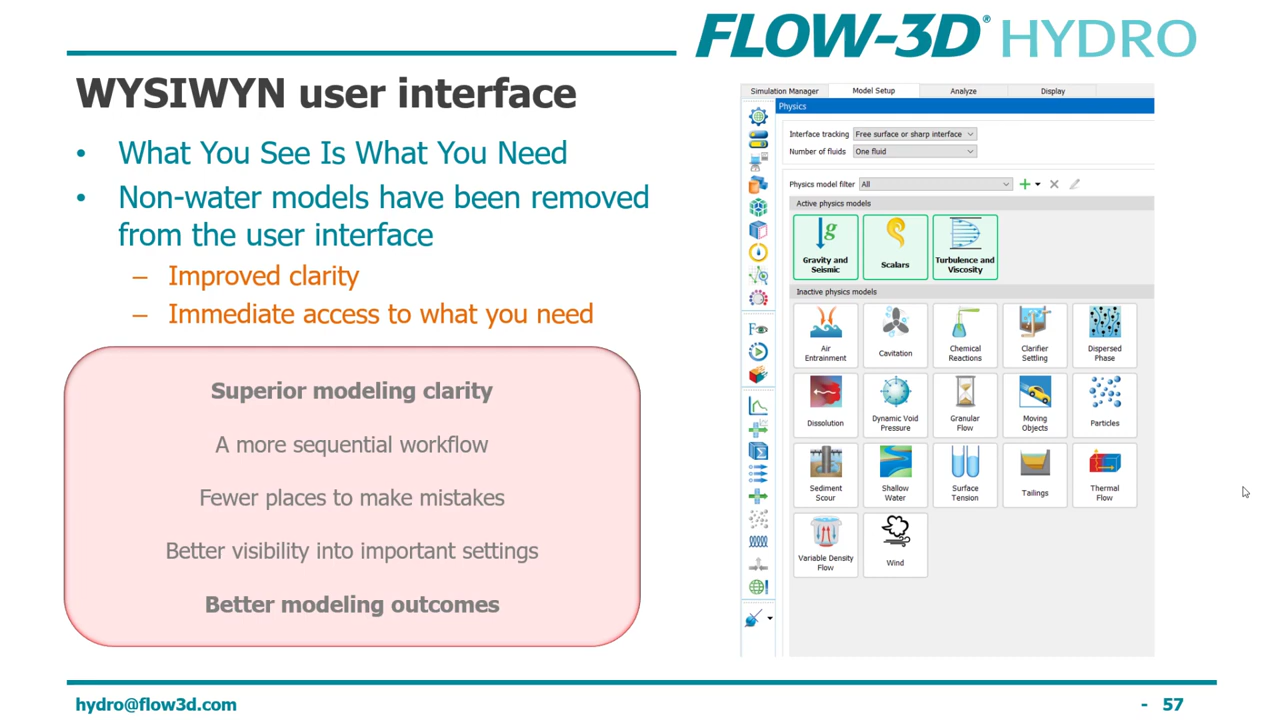 FLOW-3D® HYDRO
WYSIWYN user interface
• What You See Is What You Need
• Non-water models have been removed
from the user interface
– Improved clarity
– Immediate access to what you need
Superior modeling clarity
A more sequential workflow
Fewer places to make mistakes
Better visibility into important settings
Better modeling outcomes
Simulation Manager Model Setup Analyze Display
Physics
Interface tracking Free surface or sharp interface
Number of fluids One fluid
Physics model filter All
Active physics models
g
Gravity and
Seismic
Scalars
Turbulence and
Viscosity
Inactive physics models
Air
Entrainment
Cavitation
Chemical
Reactions
Clarifier
Settling
Dispersed
Phase
Dissolution
Dynamic Void
Pressure
Granular
Flow
Moving
Objects
Particles
Sediment
Scour
Shallow
Water
Surface
Tension
Tailings
Thermal
Flow
Variable Density
Flow
Wind
hydro@flow3d.com
- 57